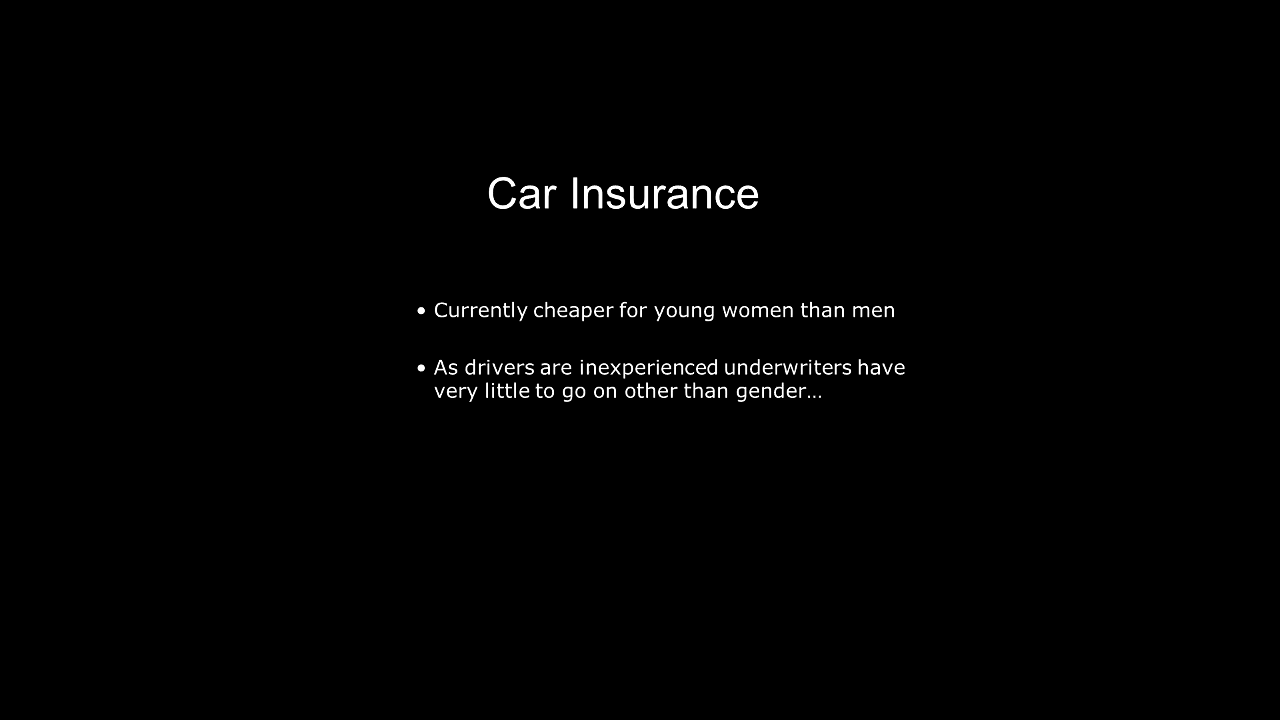 Car Insurance
• Currently cheaper for young women than men
• As drivers are inexperienced underwriters have
very little to go on other than gender...